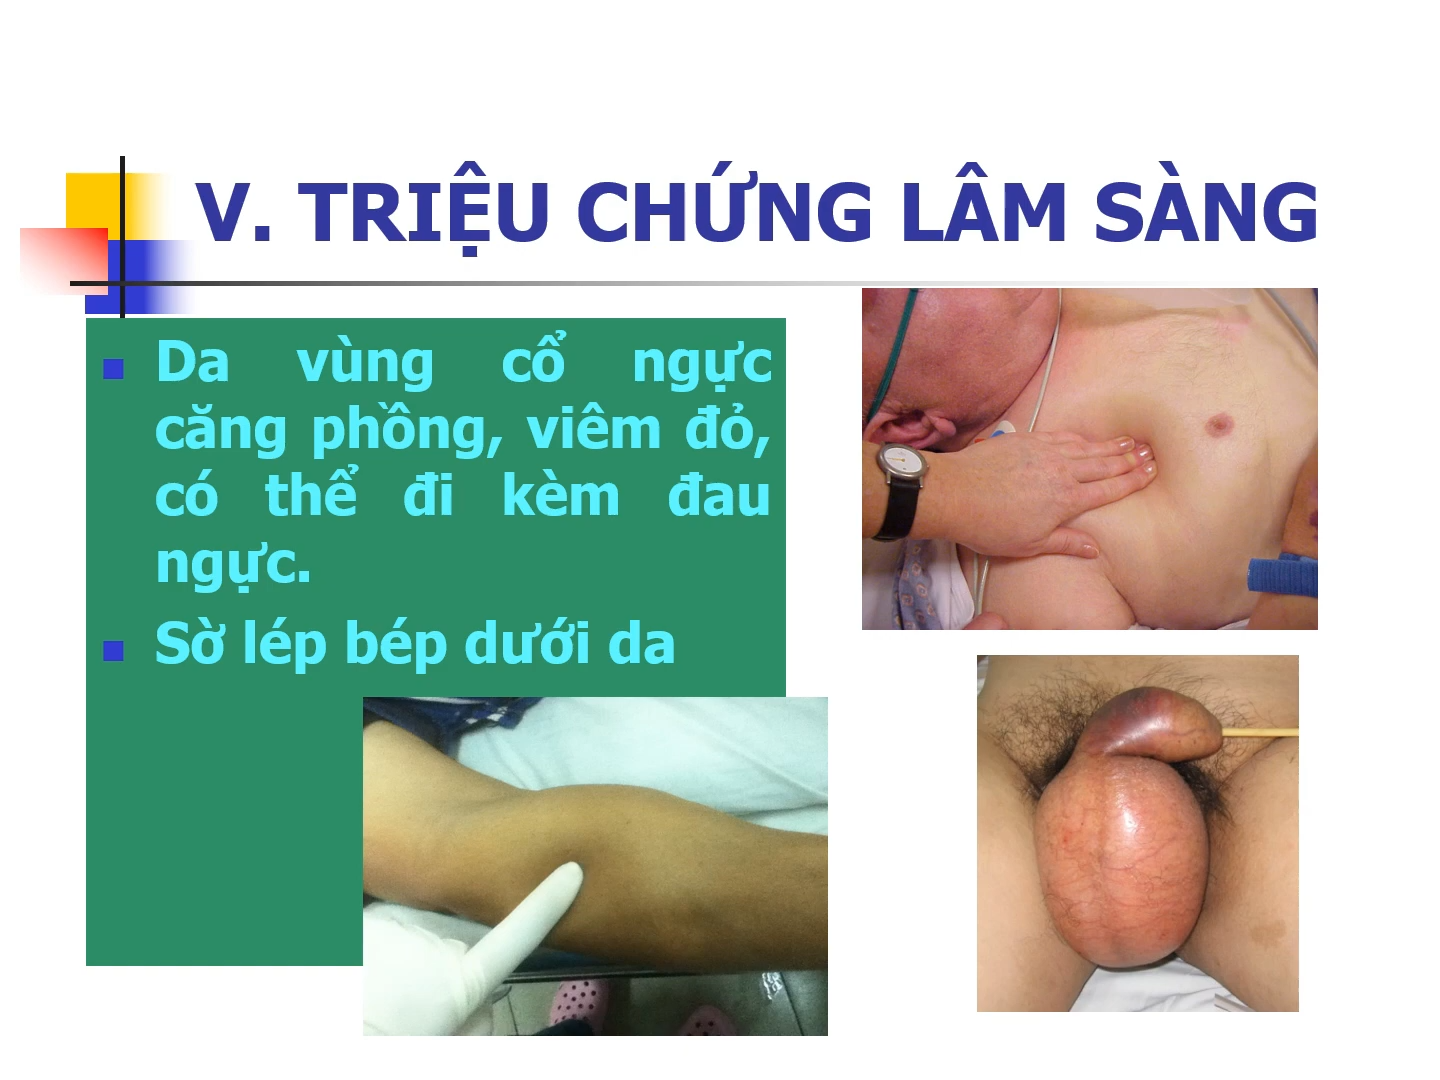 V. TRIỆU CHỨNG LÂM SÀNG
Da vùng cổ ngực
căng phồng, viêm đỏ,
có thể đi kèm đau
ngực.
Sờ lép bép dưới da